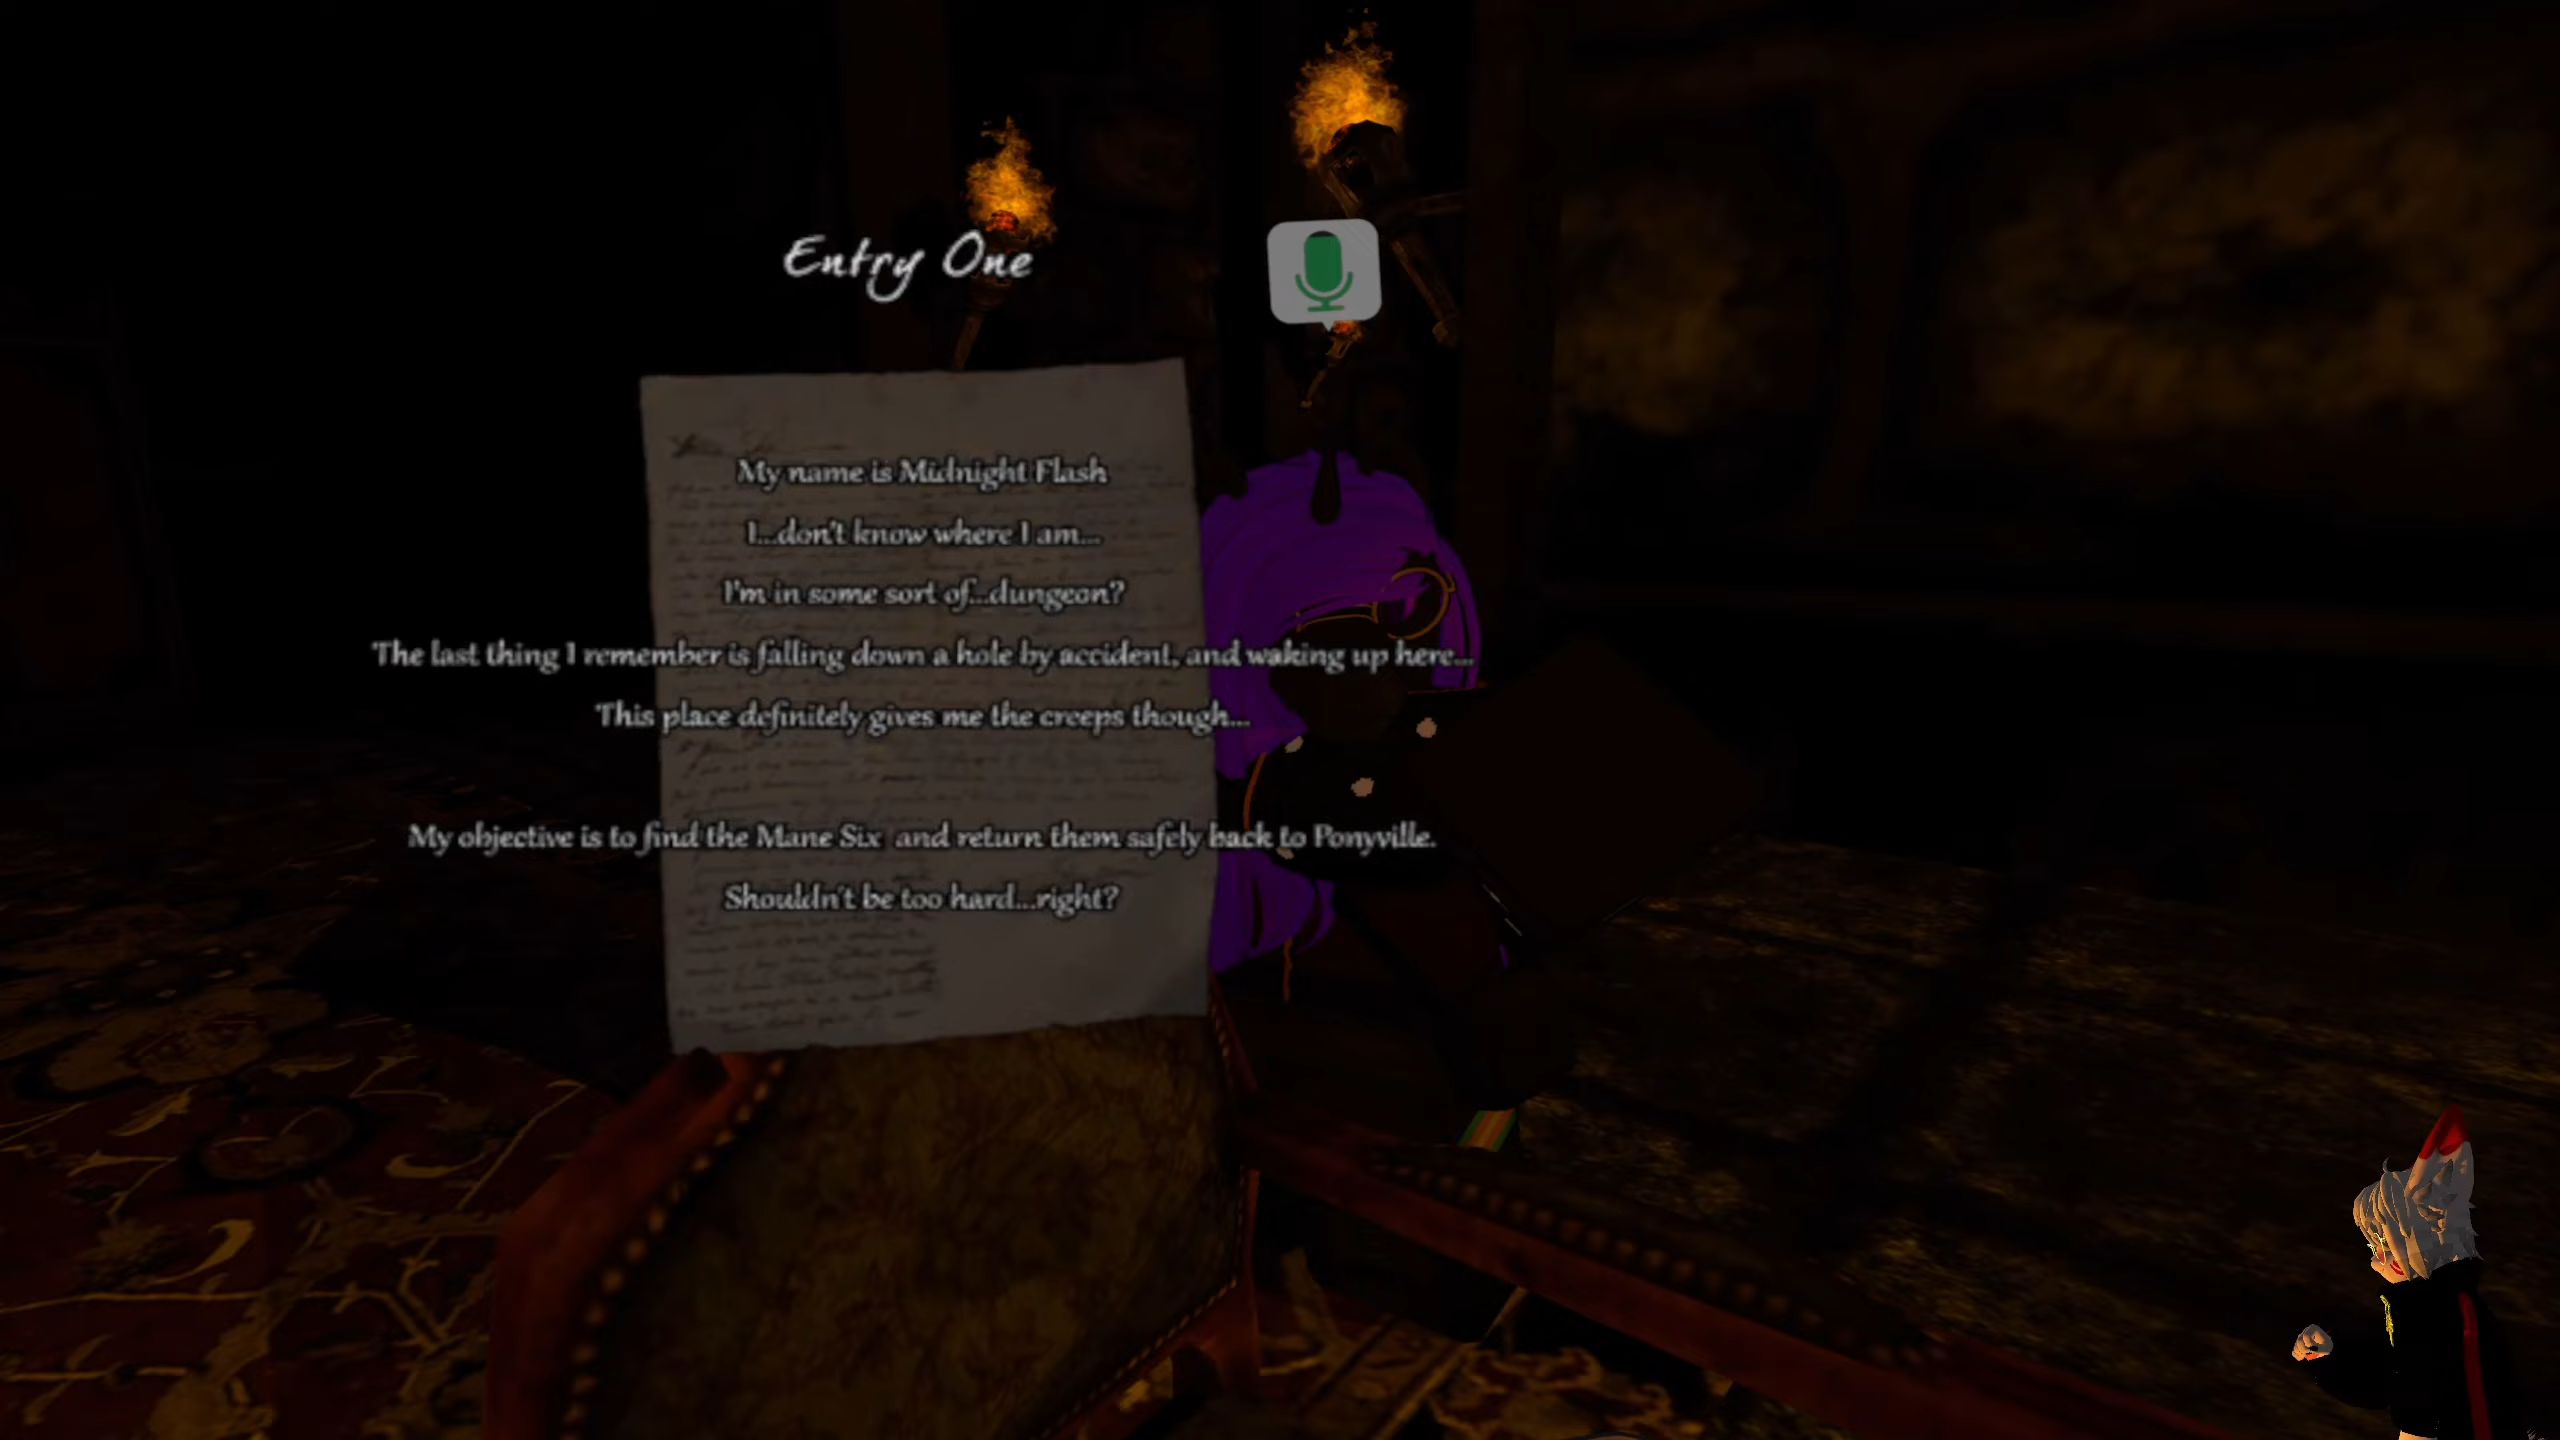 Entry One
My name is Midnight Flash
I...don't know where I am...
I'm in some sort of...dungeon?
The last thing I remember is falling down a hole by accident, and waking up here...
This place definitely gives me the creeps though...
My objective is to find the Mane Six and return them safely back to Ponyville.
Shouldn't be too hard...right?